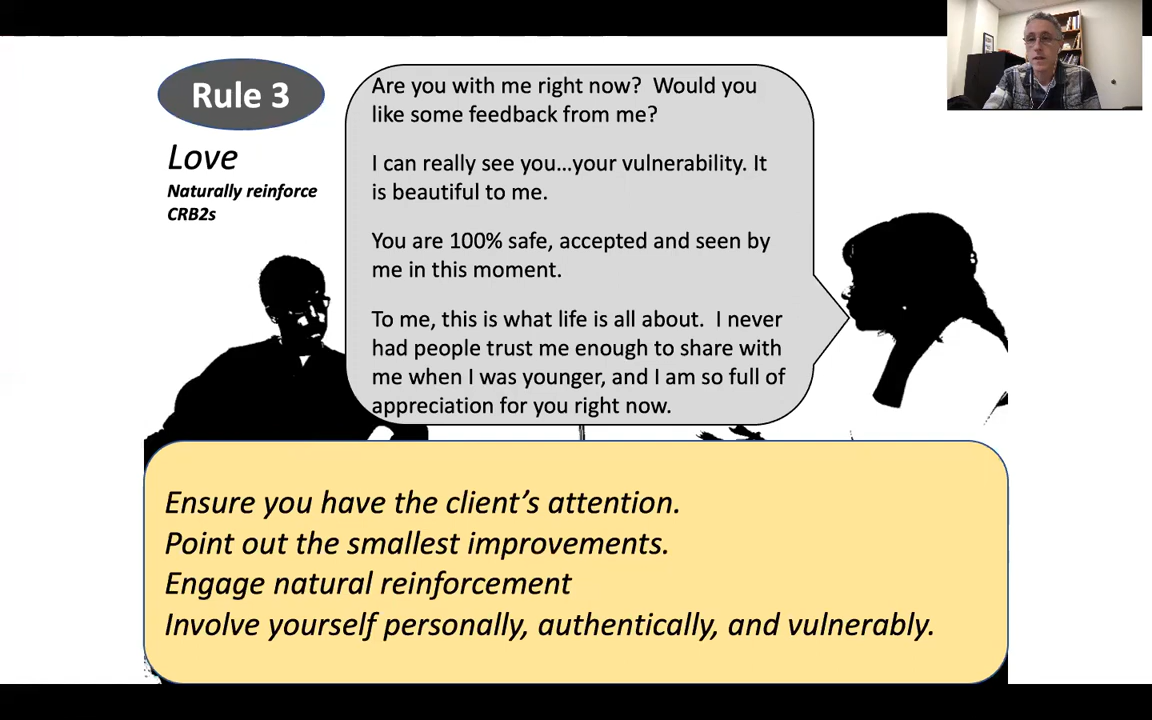 Rule 3
Love
Naturally reinforce
CRB2s
Are you with me right now?  Would you
like some feedback from me?
I can really see you…your vulnerability. It
is beautiful to me.
You are 100% safe, accepted and seen by
me in this moment.
To me, this is what life is all about.  I never
had people trust me enough to share with
me when I was younger, and I am so full of
appreciation for you right now.
Ensure you have the client’s attention.
Point out the smallest improvements.
Engage natural reinforcement
Involve yourself personally, authentically, and vulnerably.